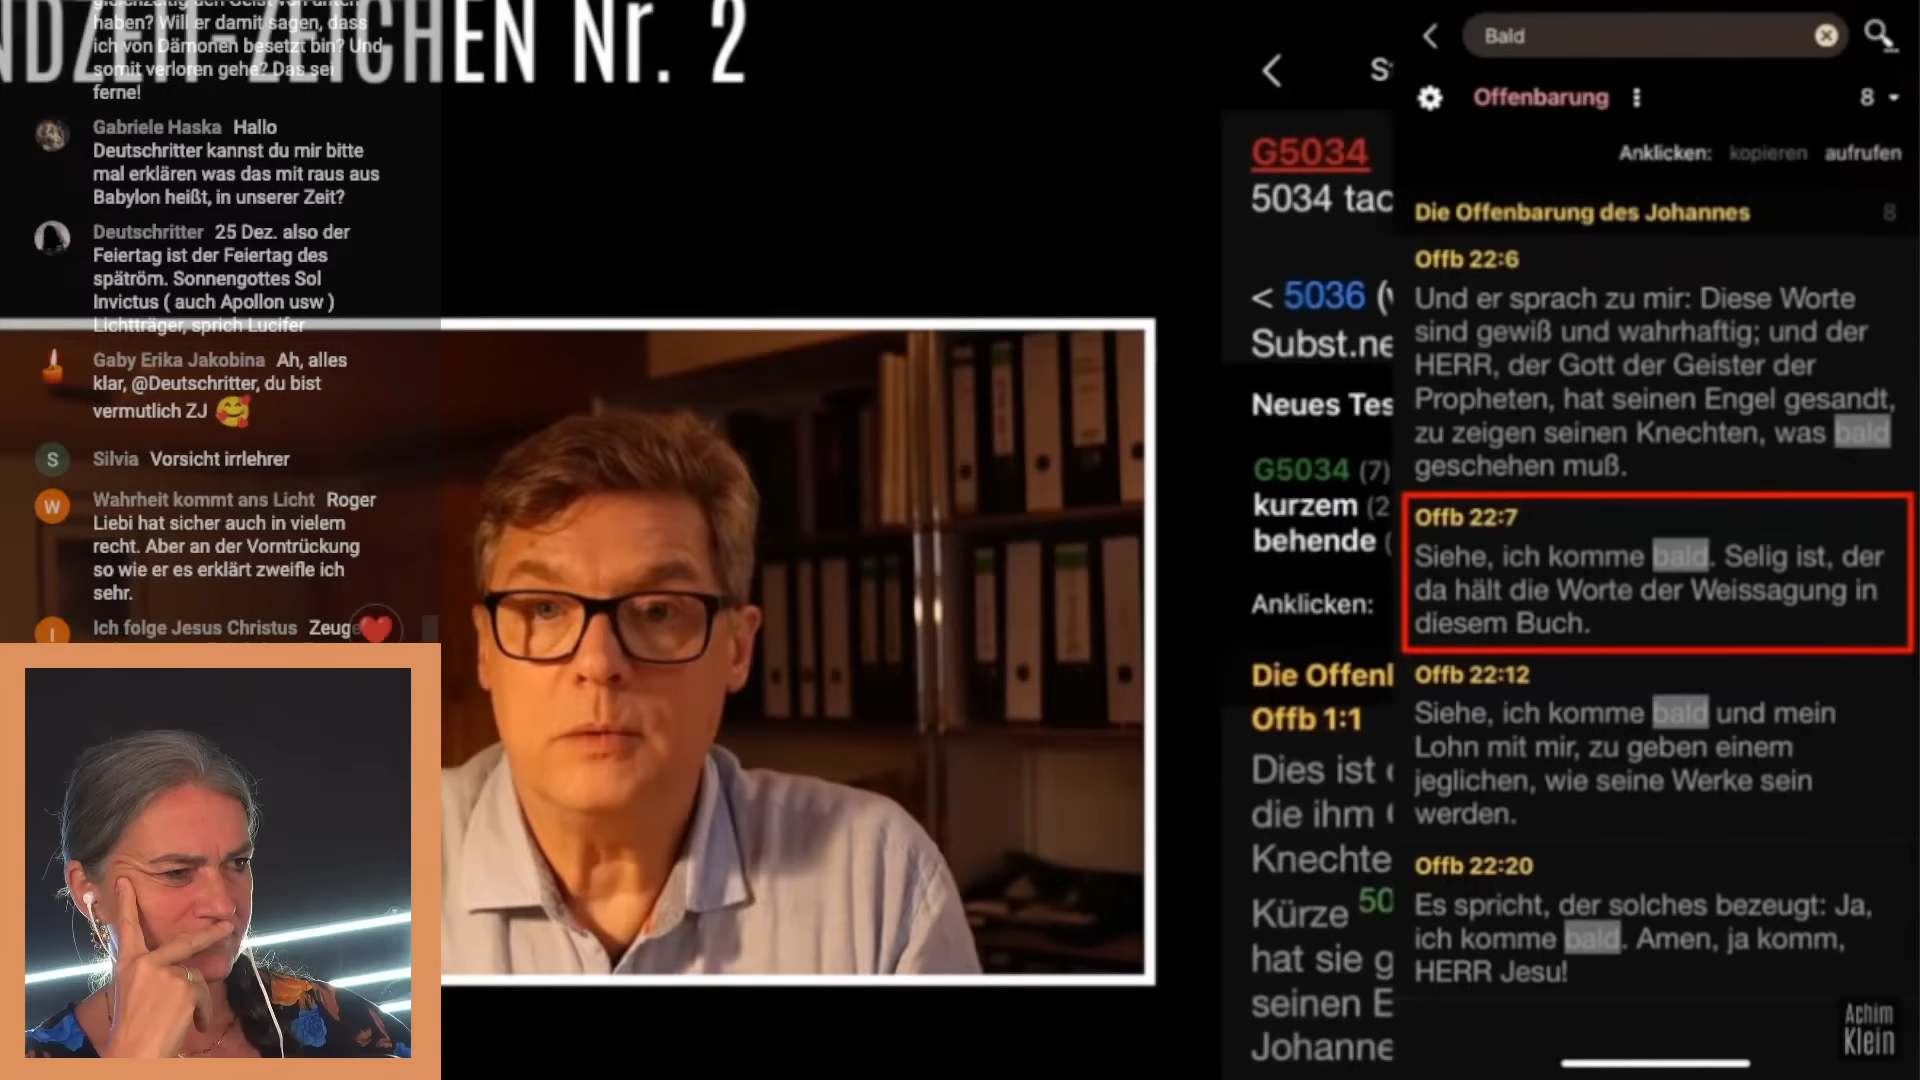 NDZEIT-ZEICHEN Nr. 2
gleichzeitig den Geist von unten
haben? Will er damit sagen, dass
ich von Dämonen besetzt bin? Und
somit verloren gehe? Das sei
ferne!
Gabriele Haska Hallo
Deutschritter kannst du mir bitte
mal erklären was das mit raus aus
Babylon heißt, in unserer Zeit?
Deutschritter 25 Dez. also der
Feiertag ist der Feiertag des
spätröm. Sonnengottes Sol
Invictus ( auch Apollon usw )
Lichtträger, sprich Lucifer
Gaby Erika Jakobina Ah, alles
klar, @Deutschritter, du bist
vermutlich ZJ 🥰
S
Silvia Vorsicht irrlehrer
W
Wahrheit kommt ans Licht Roger
Liebi hat sicher auch in vielem
recht. Aber an der Vorntrückung
so wie er es erklärt zweifle ich
sehr.
I
Ich folge Jesus Christus Zeuge
G5034
5034 tac
< 5036 (v
Subst.ne
Neues Tes
G5034 (7)
kurzem (2
behende (
Anklicken:
Die Offenl
Offb 1:1
Dies ist
die ihm
Knechte
Kürze 50
hat sie g
seinen E
Johanne
Bald
Offenbarung
8
Anklicken: kopieren aufrufen
Die Offenbarung des Johannes 8
Offb 22:6
Und er sprach zu mir: Diese Worte
sind gewiß und wahrhaftig; und der
HERR, der Gott der Geister der
Propheten, hat seinen Engel gesandt,
zu zeigen seinen Knechten, was bald
geschehen muß.
Offb 22:7
Siehe, ich komme bald. Selig ist, der
da hält die Worte der Weissagung in
diesem Buch.
Offb 22:12
Siehe, ich komme bald und mein
Lohn mit mir, zu geben einem
jeglichen, wie seine Werke sein
werden.
Offb 22:20
Es spricht, der solches bezeugt: Ja,
ich komme bald. Amen, ja komm,
HERR Jesu!
Achim
Klein